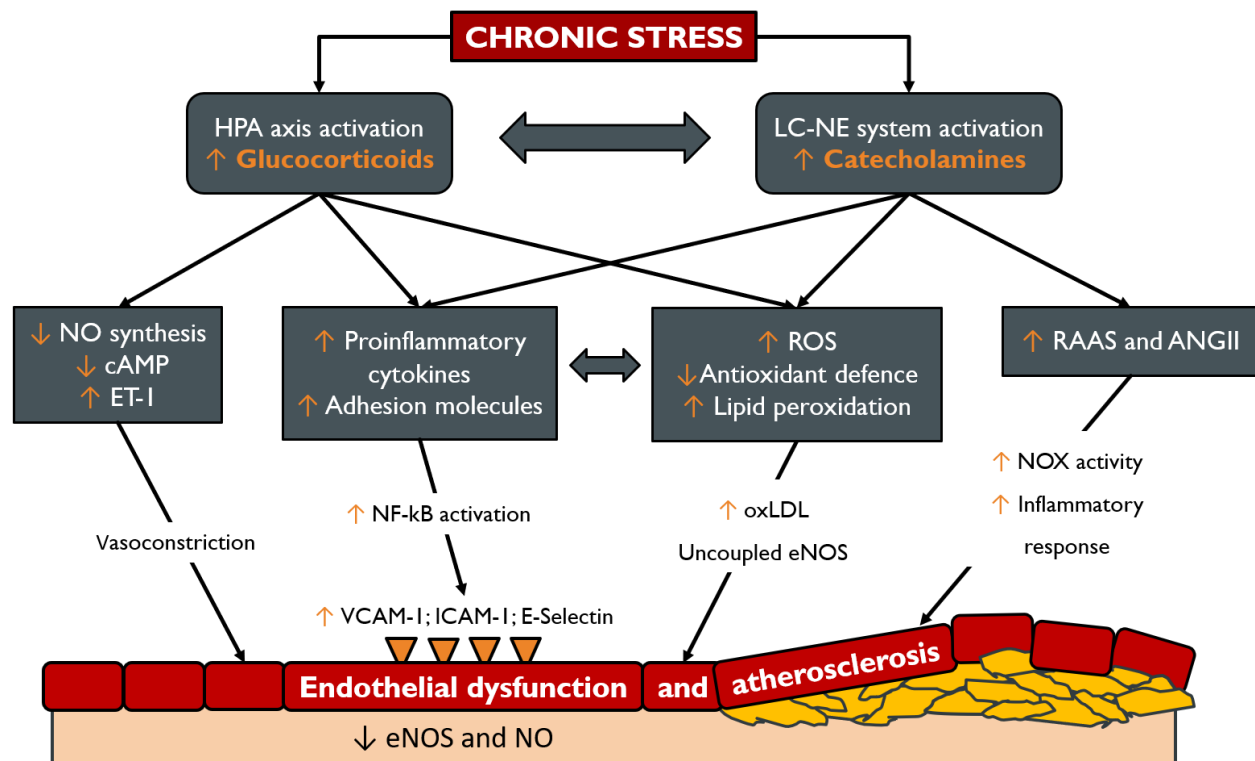 CHRONIC STRESS
HPA axis activation
↑ Glucocorticoids
LC-NE system activation
↑ Catecholamines
↓ NO synthesis
↓ cAMP
↑ ET-1
↑ Proinflammatory
cytokines
↑ Adhesion molecules
↑ ROS
↓ Antioxidant defence
↑ Lipid peroxidation
↑ RAAS and ANGII
Vasoconstriction
↑ NF-kB activation
↑ oxLDL
Uncoupled eNOS
↑ NOX activity
↑ Inflammatory
response
↑ VCAM-1; ICAM-1; E-Selectin
Endothelial dysfunction and atherosclerosis
↓ eNOS and NO